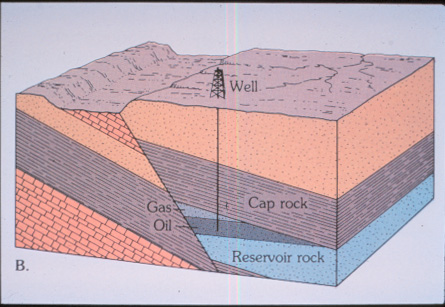 Well
Gas
Cap rock
Oil
Reservoir rock
B.